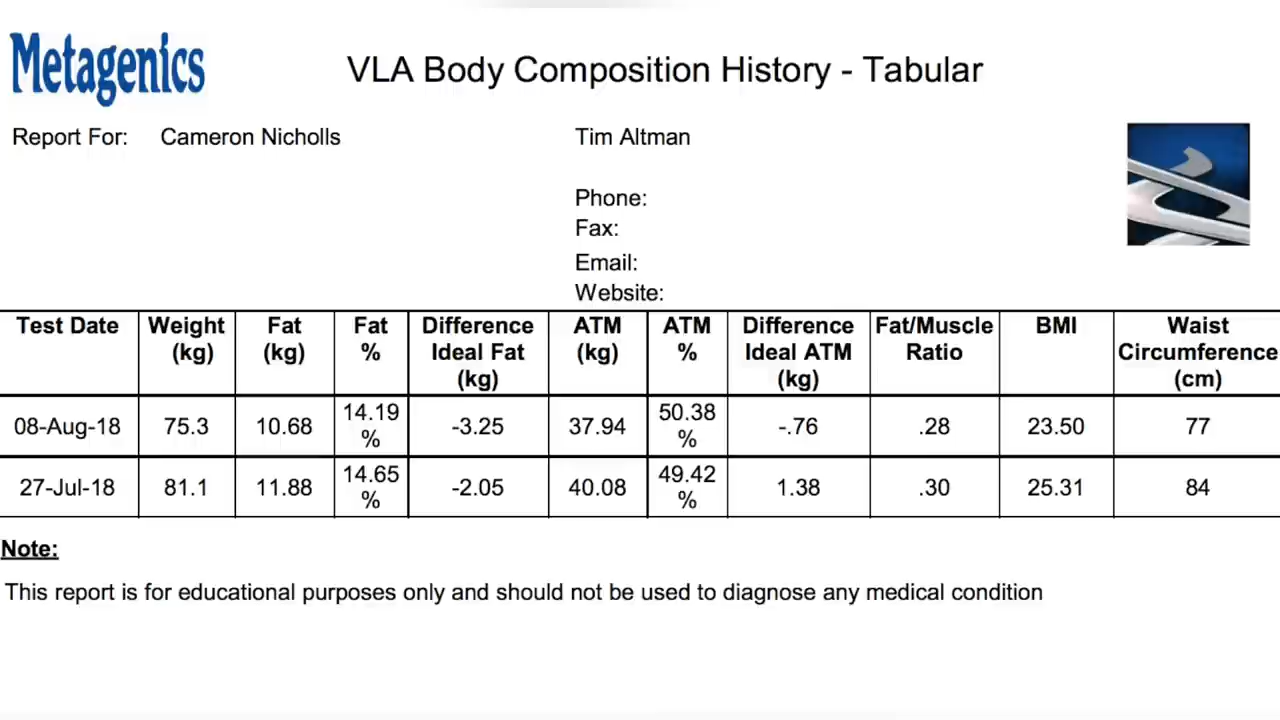 Metagenics
VLA Body Composition History - Tabular
Report For: Cameron Nicholls
Tim Altman
Phone:
Fax:
Email:
Website:
Test Date Weight (kg) Fat (kg) Fat % Difference Ideal Fat (kg) ATM (kg) ATM % Difference Ideal ATM (kg) Fat/Muscle Ratio BMI Waist Circumference (cm)
08-Aug-18 75.3 10.68 14.19 % -3.25 37.94 50.38 % -.76 .28 23.50 77
27-Jul-18 81.1 11.88 14.65 % -2.05 40.08 49.42 % 1.38 .30 25.31 84
Note:
This report is for educational purposes only and should not be used to diagnose any medical condition